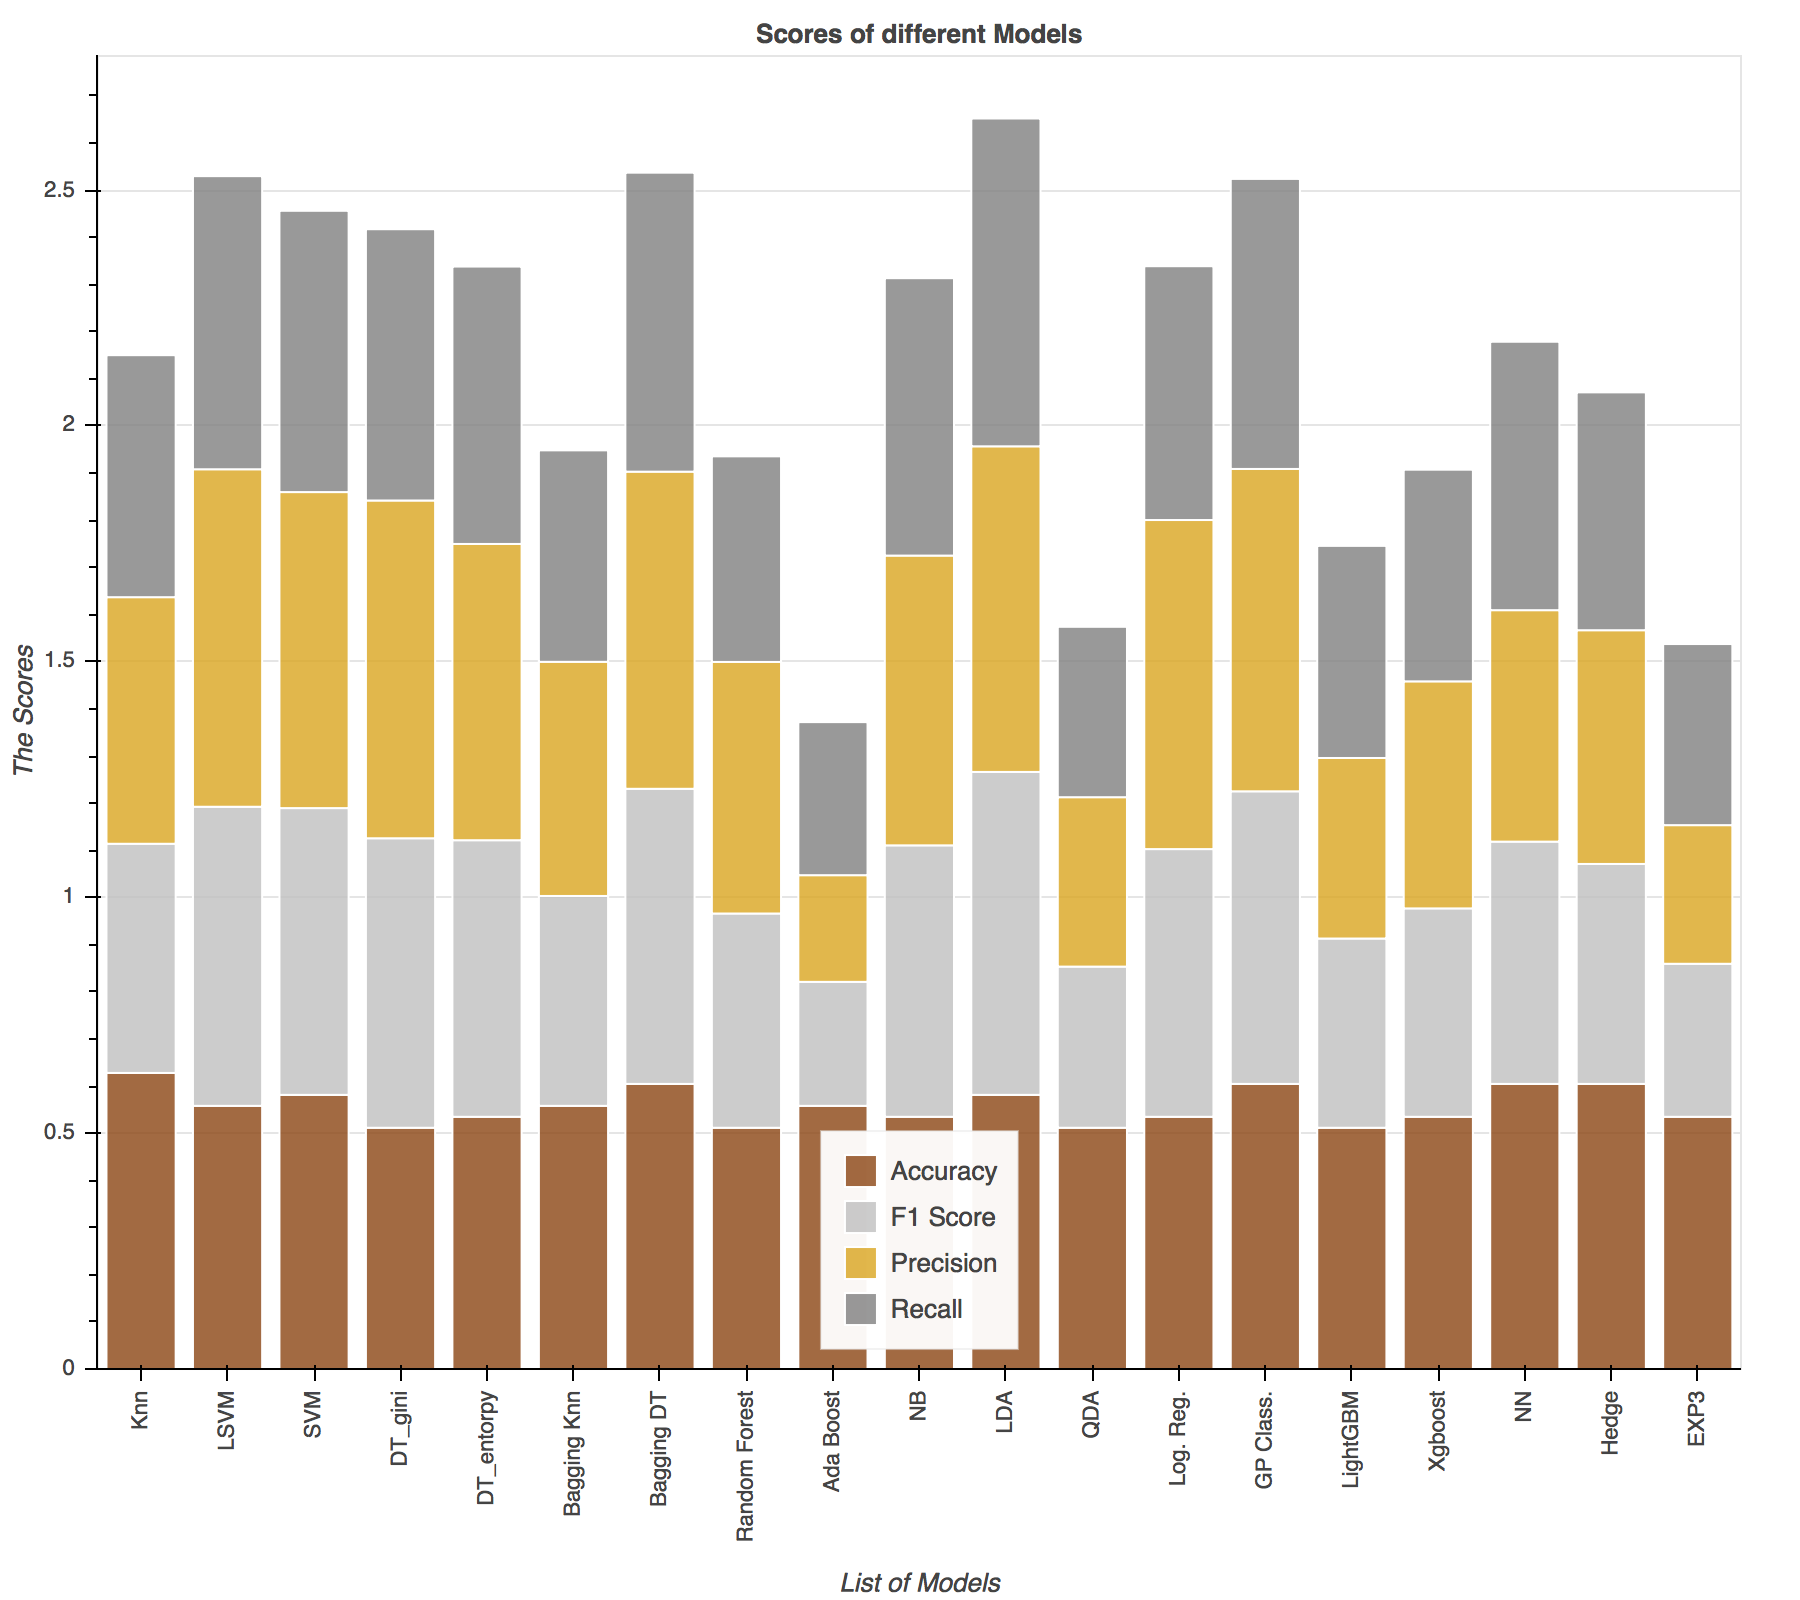 Scores of different Models
The Scores
2.5
2
1.5
1
0.5
0
Accuracy
F1 Score
Precision
Recall
Knn
LSVM
SVM
DT_gini
DT_entorpy
Bagging Knn
Bagging DT
Random Forest
Ada Boost
NB
LDA
QDA
Log. Reg.
GP Class.
LightGBM
Xgboost
NN
Hedge
EXP3
List of Models